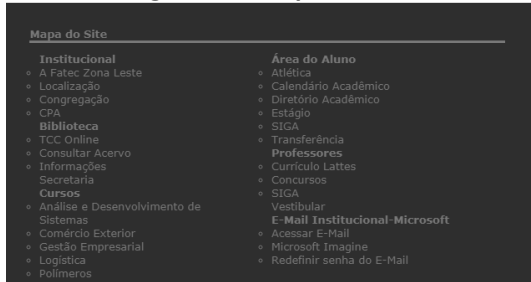 Mapa do Site
Institucional
A Fatec Zona Leste
Localização
Congregação
CPA
Biblioteca
TCC Online
Consultar Acervo
Informações
Secretaria
Cursos
Análise e Desenvolvimento de
Sistemas
Comércio Exterior
Gestão Empresarial
Logística
Polímeros
Área do Aluno
Atlética
Calendário Acadêmico
Diretório Acadêmico
Estágio
SIGA
Transferência
Professores
Currículo Lattes
Concursos
SIGA
Vestibular
E-Mail Institucional-Microsoft
Acessar E-Mail
Microsoft Imagine
Redefinir senha do E-Mail